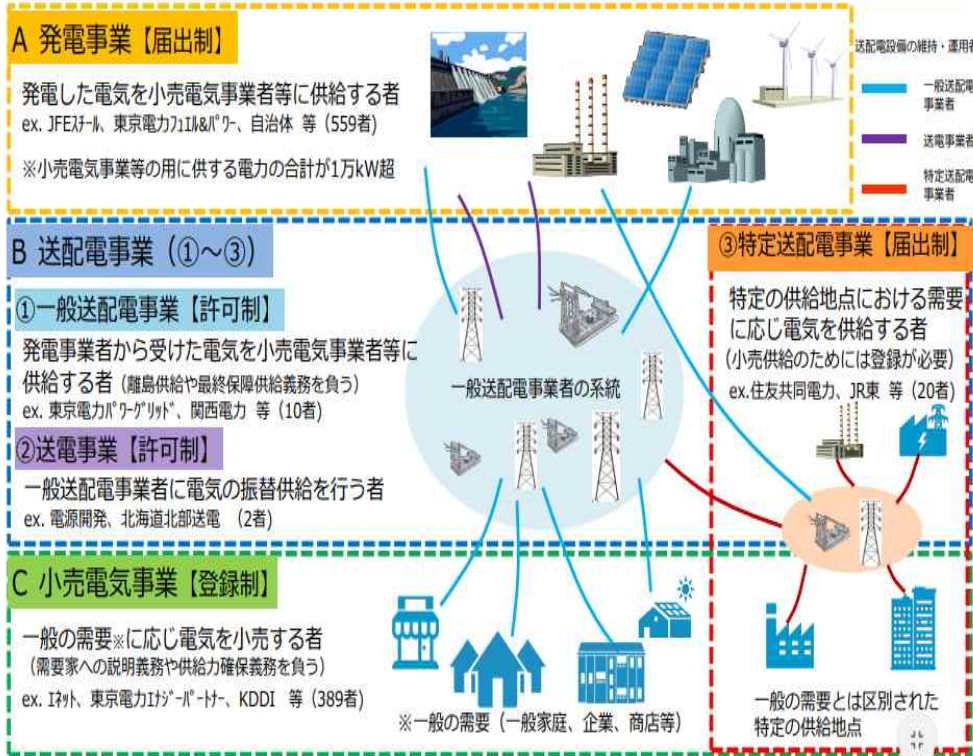 A 発電事業【届出制】
発電した電気を小売電気事業者等に供給する者
ex. JFEｽﾁｰﾙ、東京電力ﾌｭｴﾙ&ﾊﾟﾜｰ、自治体 等（559者）
※小売電気事業等の用に供する電力の合計が1万kW超
送配電設備の維持・運用者
一般送配電
事業者
送電事業者
特定送配電
事業者
B 送配電事業（①～③）
①一般送配電事業【許可制】
発電事業者から受けた電気を小売電気事業者等に
供給する者（離島供給や最終保障供給義務を負う）
ex. 東京電力ﾊﾟﾜｰｸﾞﾘｯﾄﾞ、関西電力 等（10者）
②送電事業【許可制】
一般送配電事業者に電気の振替供給を行う者
ex. 電源開発、北海道北部送電 （2者）
一般送配電事業者の系統
③特定送配電事業【届出制】
特定の供給地点における需要
に応じ電気を供給する者
(小売供給のためには登録が必要)
ex.住友共同電力、JR東 等（20者）
C 小売電気事業【登録制】
一般の需要※に応じ電気を小売する者
(需要家への説明義務や供給力確保義務を負う)
ex. ｴﾈｯﾄ、東京電力ｴﾅｼﾞｰﾊﾟｰﾄﾅｰ、KDDI 等（389者）
※一般の需要（一般家庭、企業、商店等）
一般の需要とは区別された
特定の供給地点